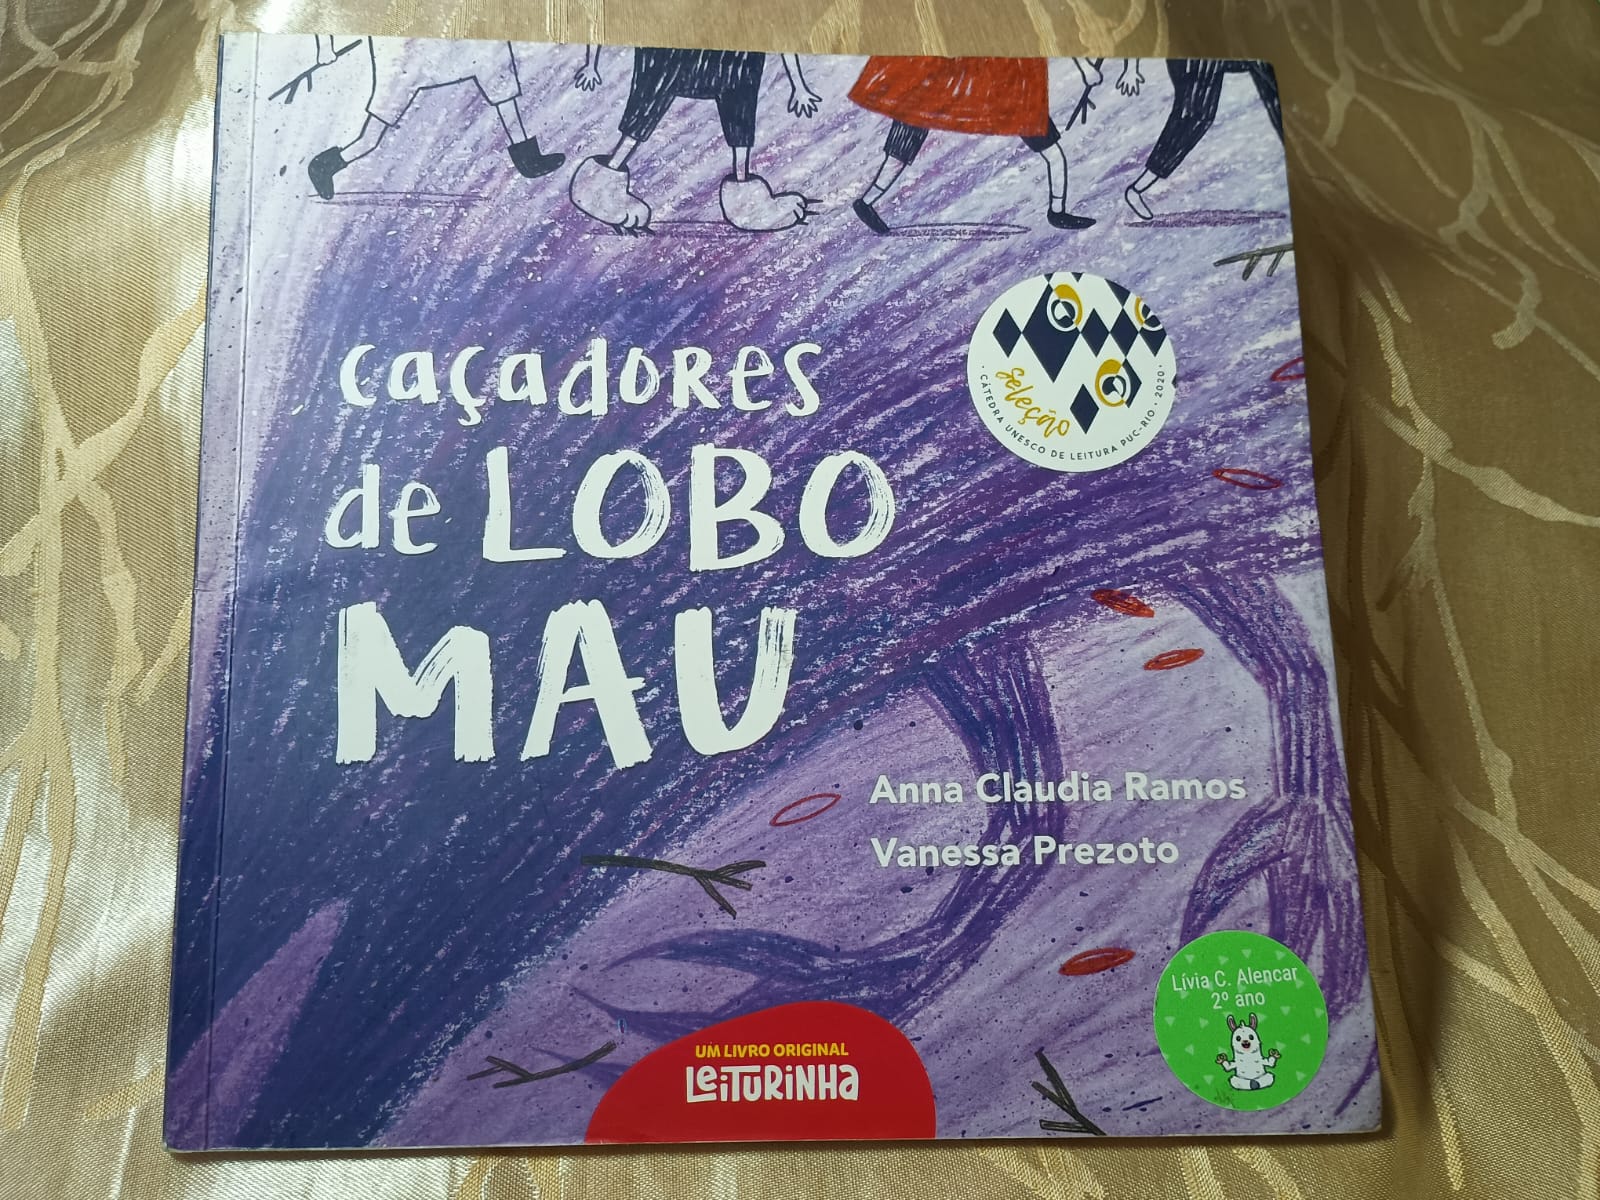 caçadores
de LOBO
MAU
seleção
· CÁTEDRA UNESCO DE LEITURA PUC-RIO · 2020 ·
Anna Claudia Ramos
Vanessa Prezoto
UM LIVRO ORIGINAL
LeiTURinHa
Lívia C. Alencar
2º ano